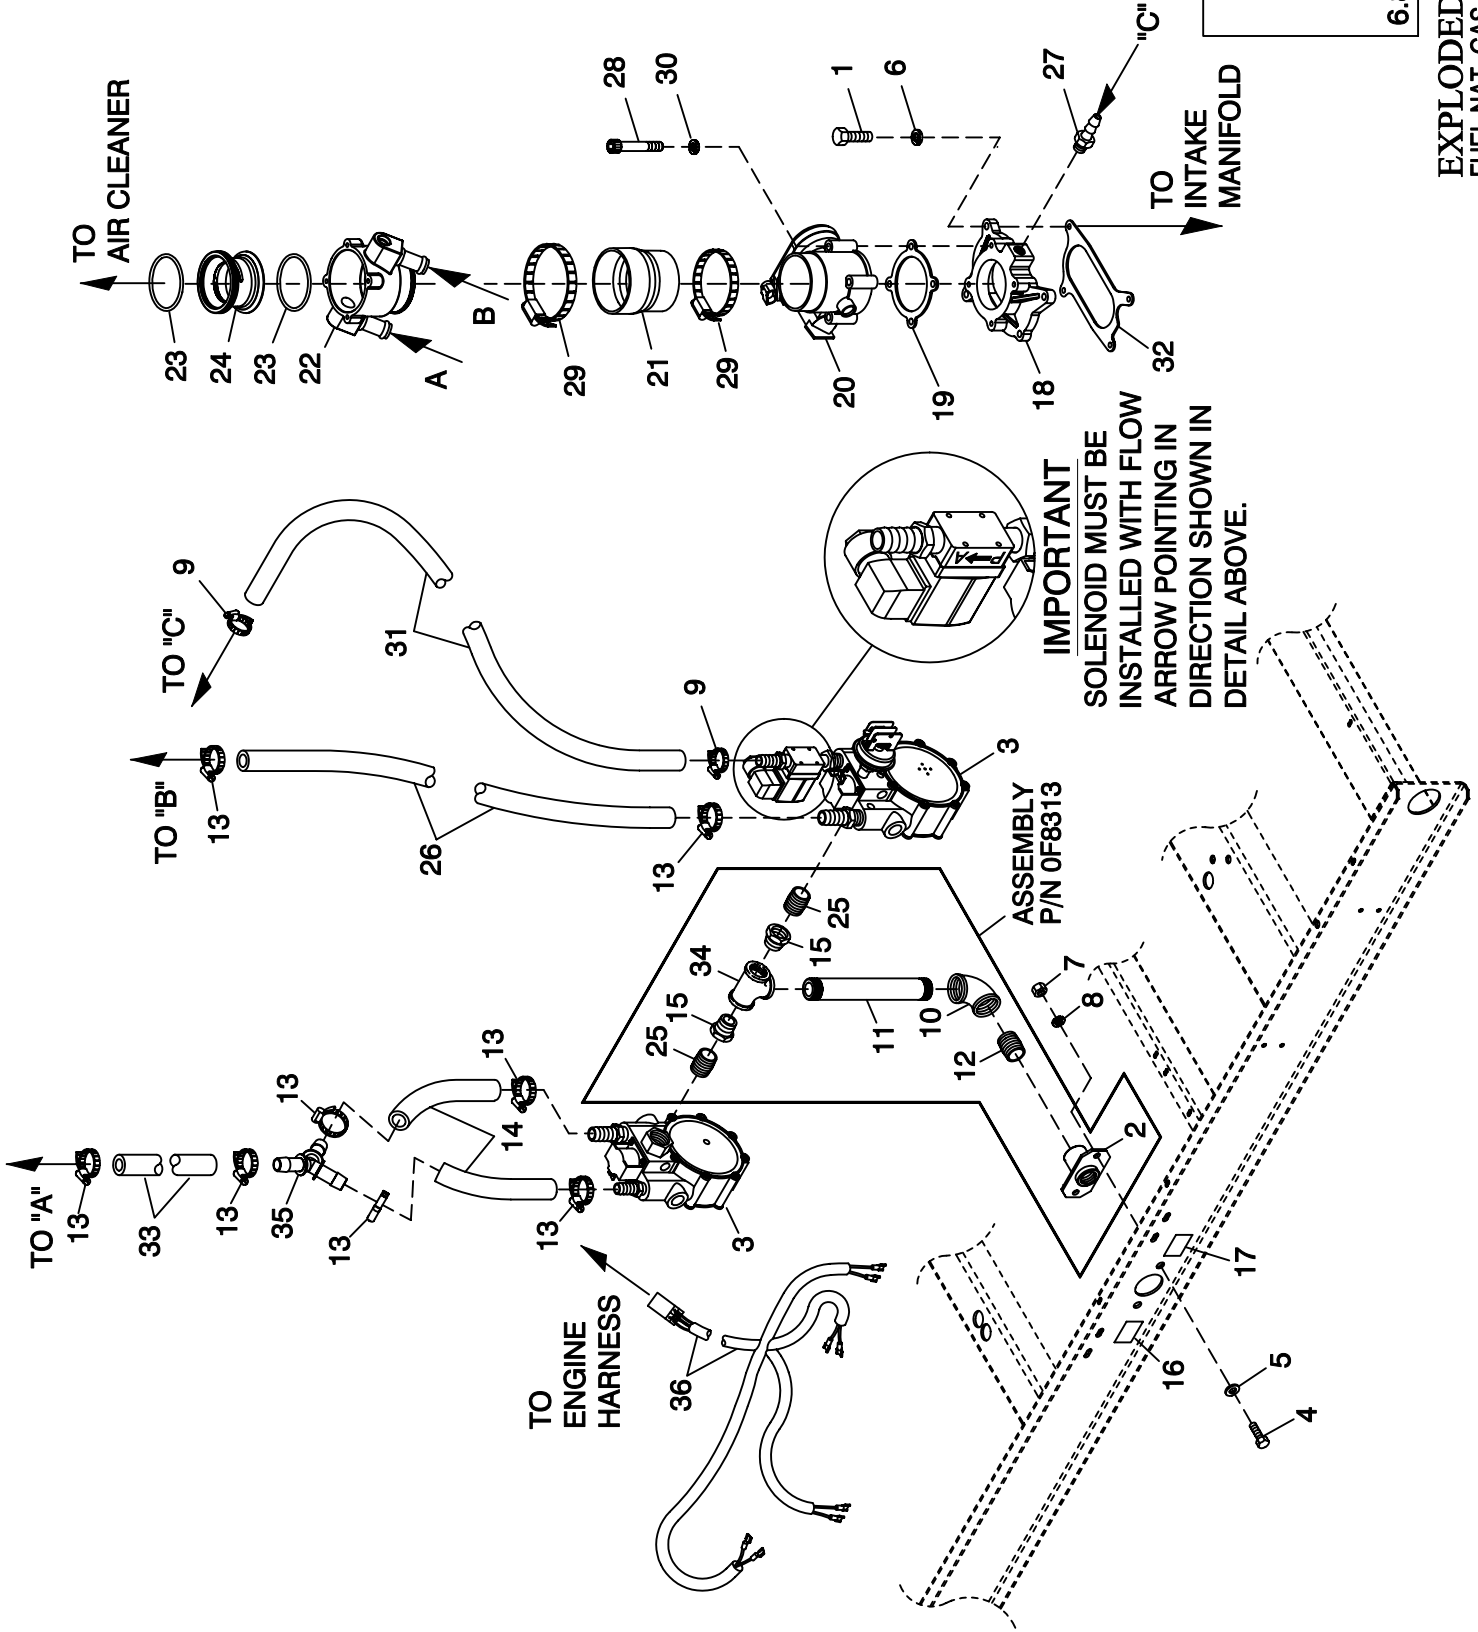 TO
AIR CLEANER
23
24
23
22
A
B
29
21
29
20
19
18
32
28
30
1
6
27
"C"
TO
INTAKE
MANIFOLD
6.
EXPLODED
TO "C"
9
31
9
TO "B"
13
26
13
3
IMPORTANT
SOLENOID MUST BE
INSTALLED WITH FLOW
ARROW POINTING IN
DIRECTION SHOWN IN
DETAIL ABOVE.
P
A
ASSEMBLY
P/N 0F8313
25
15
34
15
25
11
10
12
7
8
2
TO "A"
13
33
13
35
13
13
14
13
13
3
TO
ENGINE
HARNESS
36
17
16
5
4